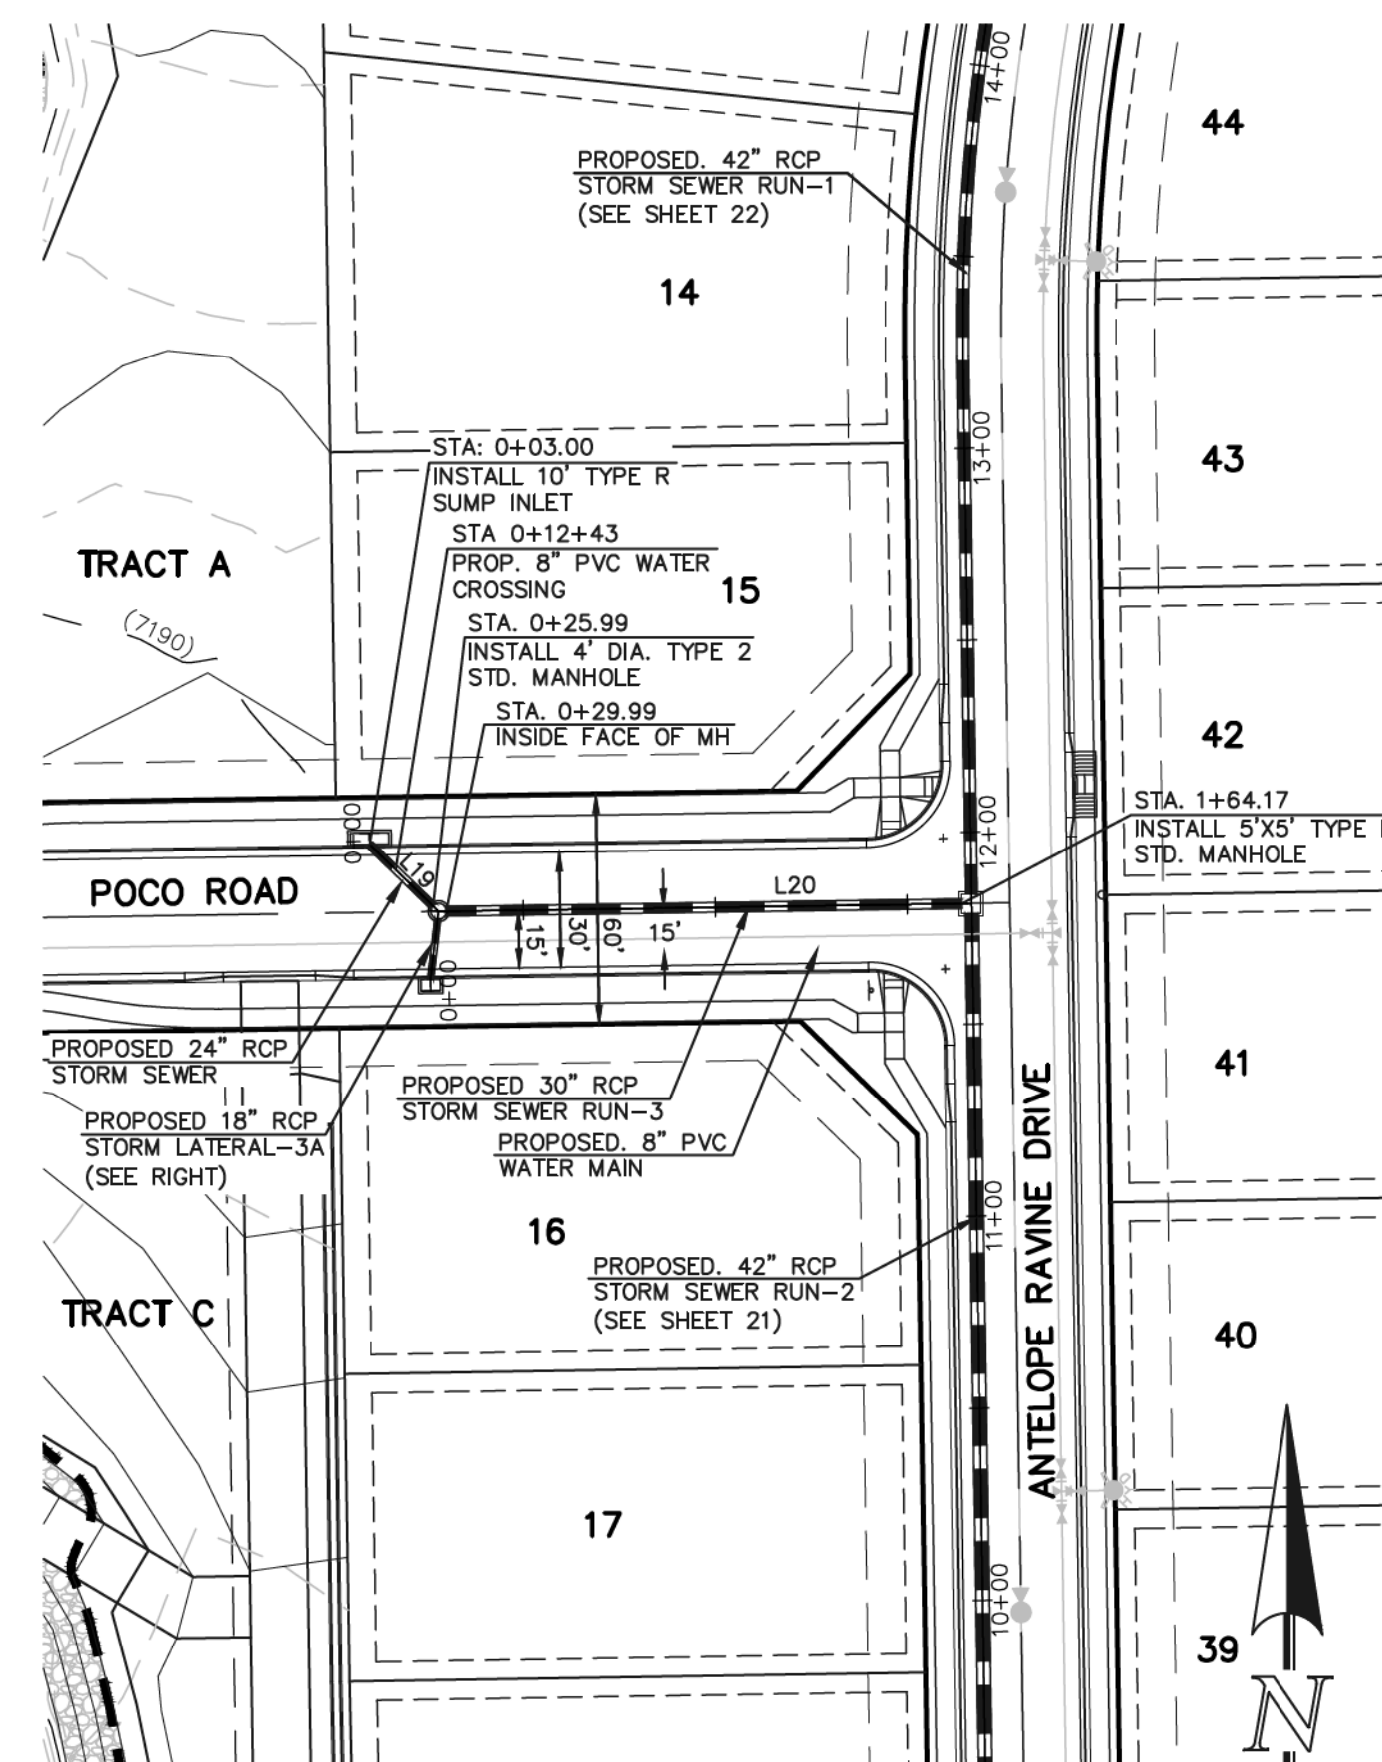 14+00
44
PROPOSED. 42" RCP
STORM SEWER RUN-1
(SEE SHEET 22)
14
13+00
43
STA: 0+03.00
INSTALL 10' TYPE R
SUMP INLET
STA 0+12+43
PROP. 8" PVC WATER
CROSSING
15
TRACT A
(7190)
STA. 0+25.99
INSTALL 4' DIA. TYPE 2
STD. MANHOLE
STA. 0+29.99
INSIDE FACE OF MH
42
STA. 1+64.17
INSTALL 5'X5' TYPE
STD. MANHOLE
12+00
0+00
L19
POCO ROAD
L20
15'
30'
60'
15'
0+00
PROPOSED 24" RCP
STORM SEWER
PROPOSED 18" RCP
STORM LATERAL-3A
(SEE RIGHT)
PROPOSED 30" RCP
STORM SEWER RUN-3
PROPOSED. 8" PVC
WATER MAIN
41
11+00
16
PROPOSED. 42" RCP
STORM SEWER RUN-2
(SEE SHEET 21)
ANTELOPE RAVINE DRIVE
TRACT C
40
17
10+00
39
N